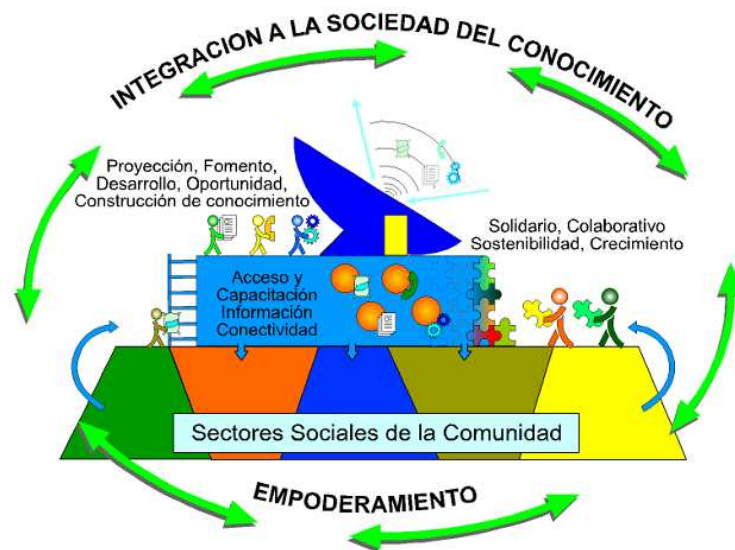 INTEGRACION A LA SOCIEDAD DEL CONOCIMIENTO
Proyección, Fomento,
Desarrollo, Oportunidad,
Construcción de conocimiento
Solidario, Colaborativo
Sostenibilidad, Crecimiento
Acceso y
Capacitación
Información
Conectividad
Sectores Sociales de la Comunidad
EMPODERAMIENTO